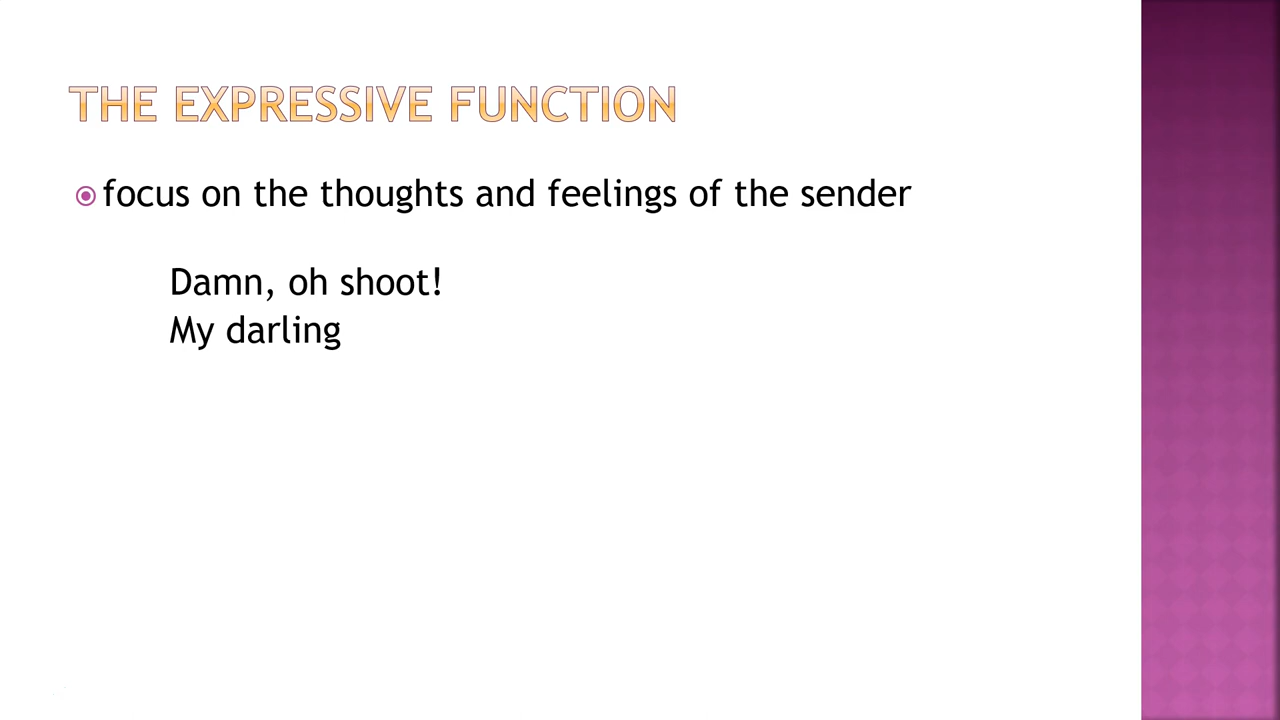 THE EXPRESSIVE FUNCTION
focus on the thoughts and feelings of the sender
Damn, oh shoot!
My darling